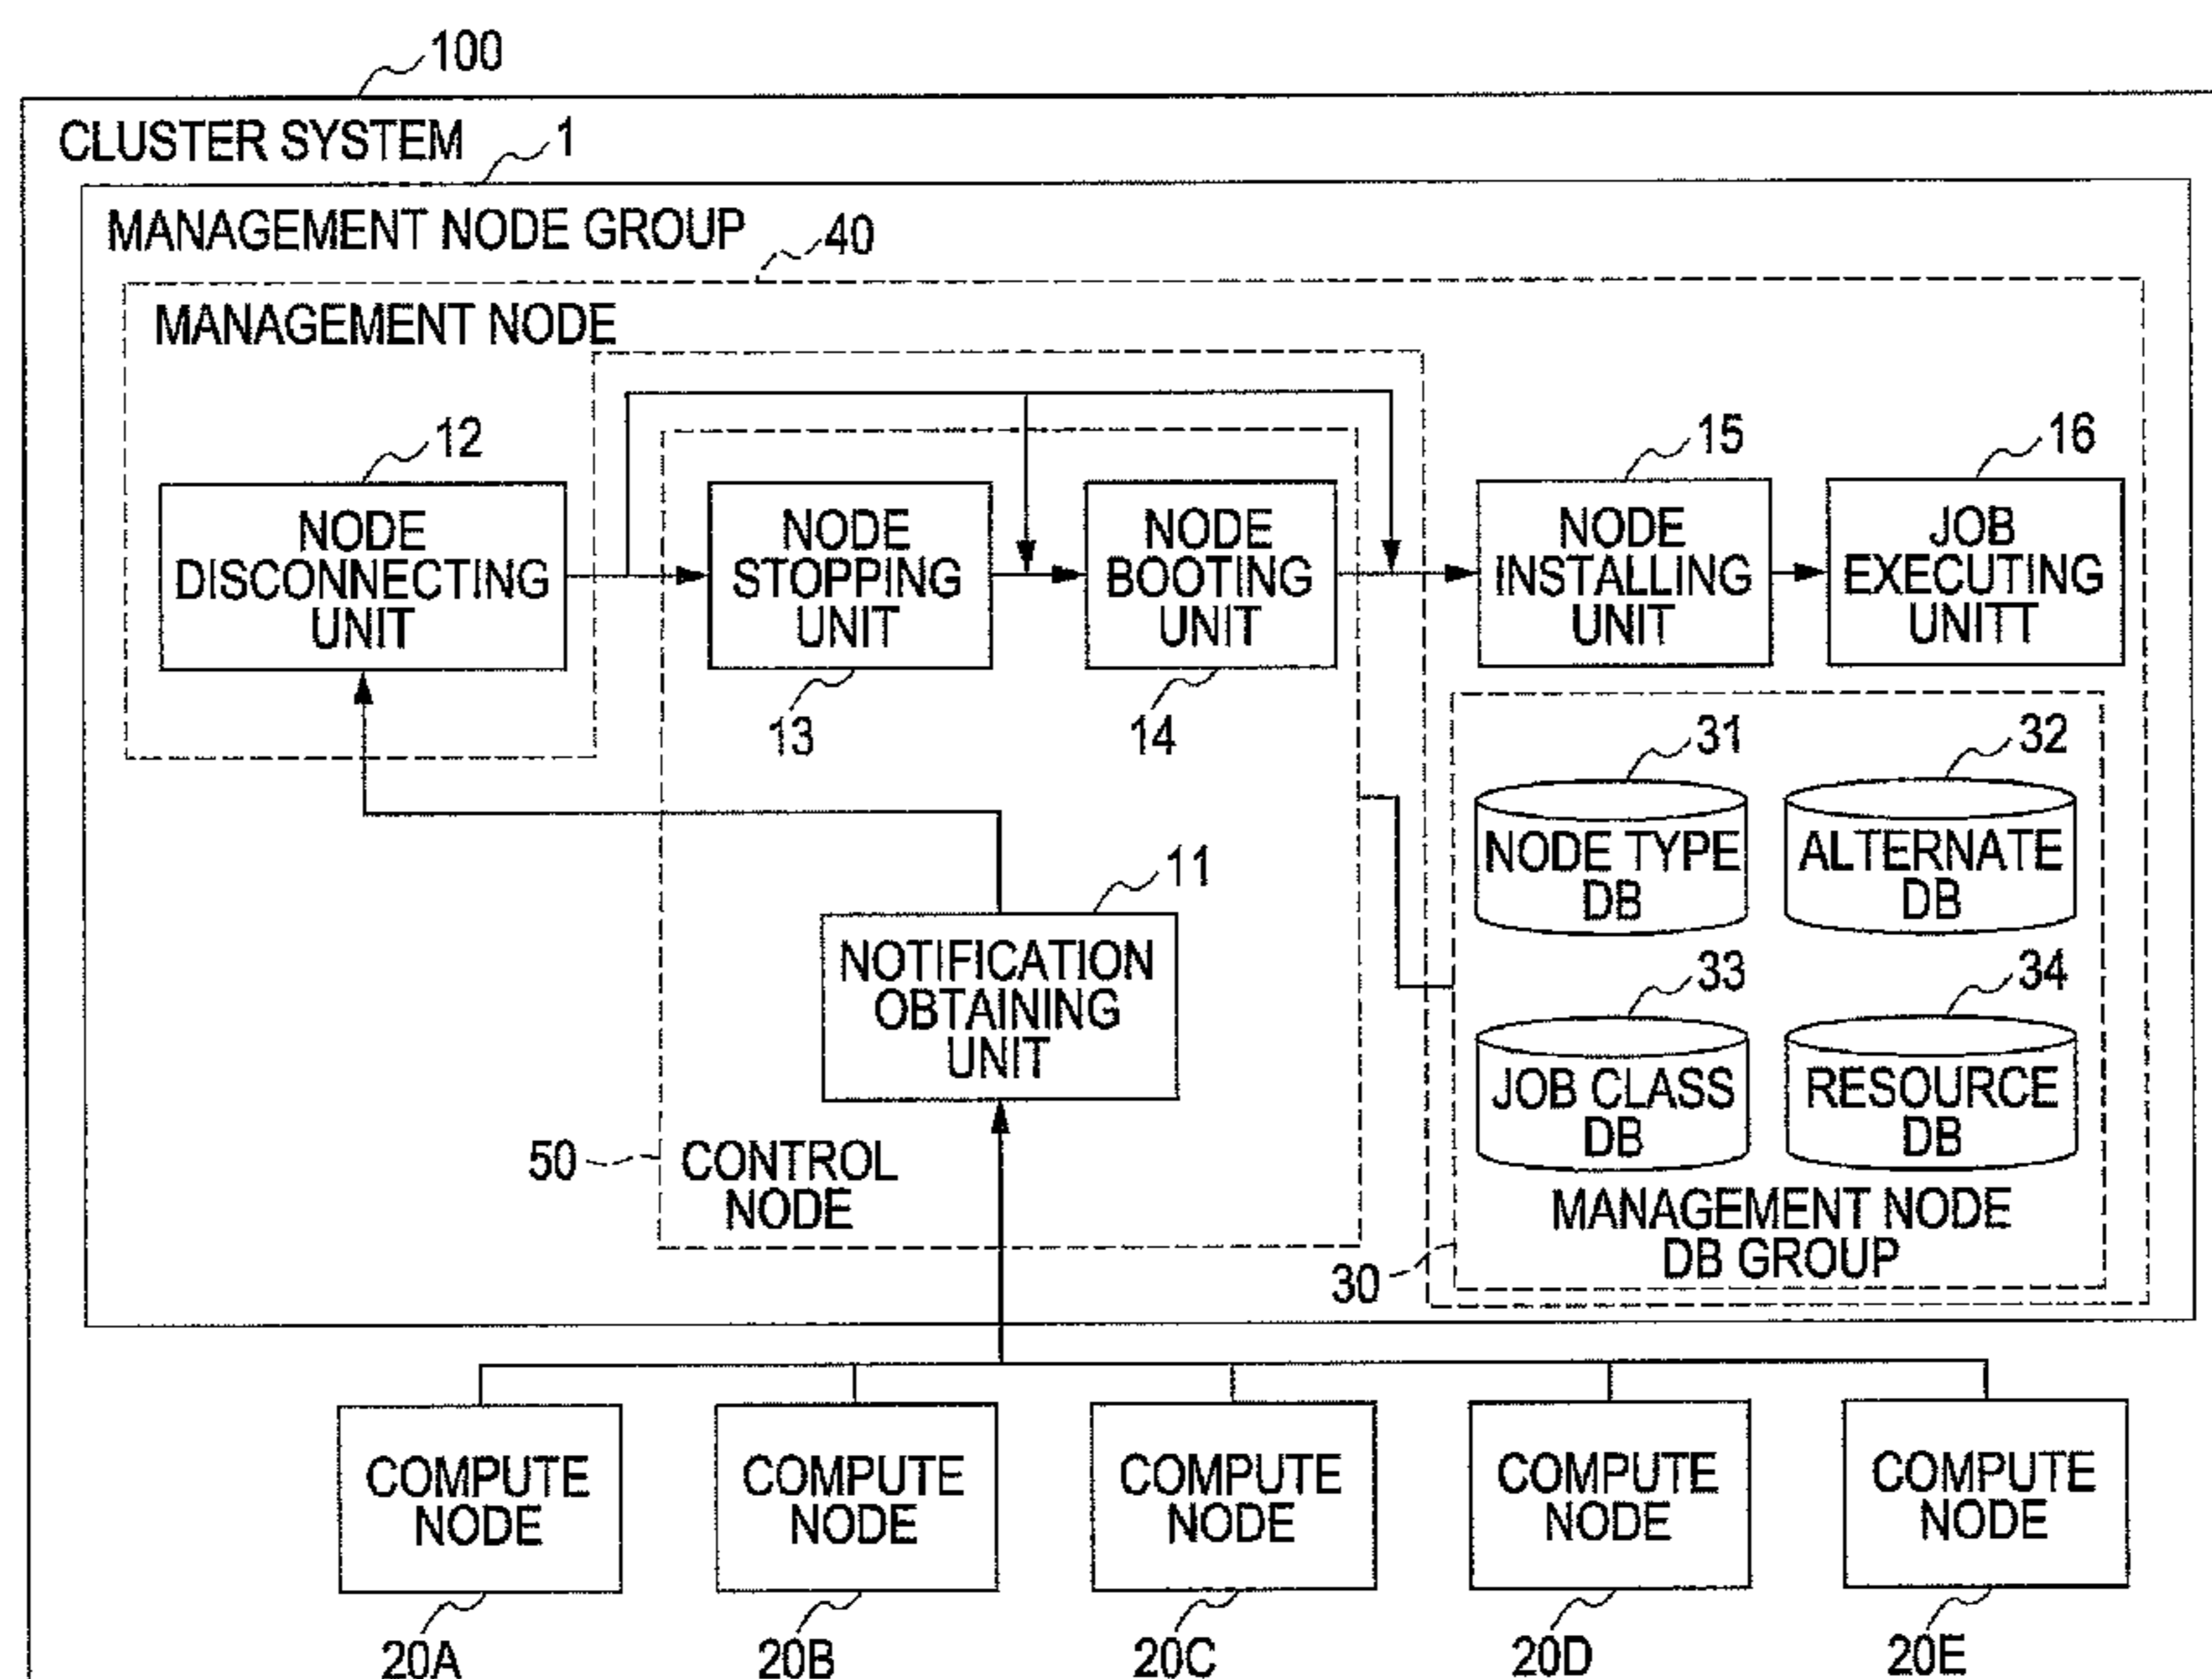 100
CLUSTER SYSTEM
1
MANAGEMENT NODE GROUP
40
MANAGEMENT NODE
12
NODE
DISCONNECTING
UNIT
NODE
STOPPING
UNIT
13
NODE
BOOTING
UNIT
14
15
NODE
INSTALLING
UNIT
16
JOB
EXECUTING
UNITT
11
NOTIFICATION
OBTAINING
UNIT
50
CONTROL
NODE
31
NODE TYPE
DB
32
ALTERNATE
DB
33
JOB CLASS
DB
34
RESOURCE
DB
MANAGEMENT NODE
DB GROUP
30
COMPUTE
NODE
20A
COMPUTE
NODE
20B
COMPUTE
NODE
20C
COMPUTE
NODE
20D
COMPUTE
NODE
20E